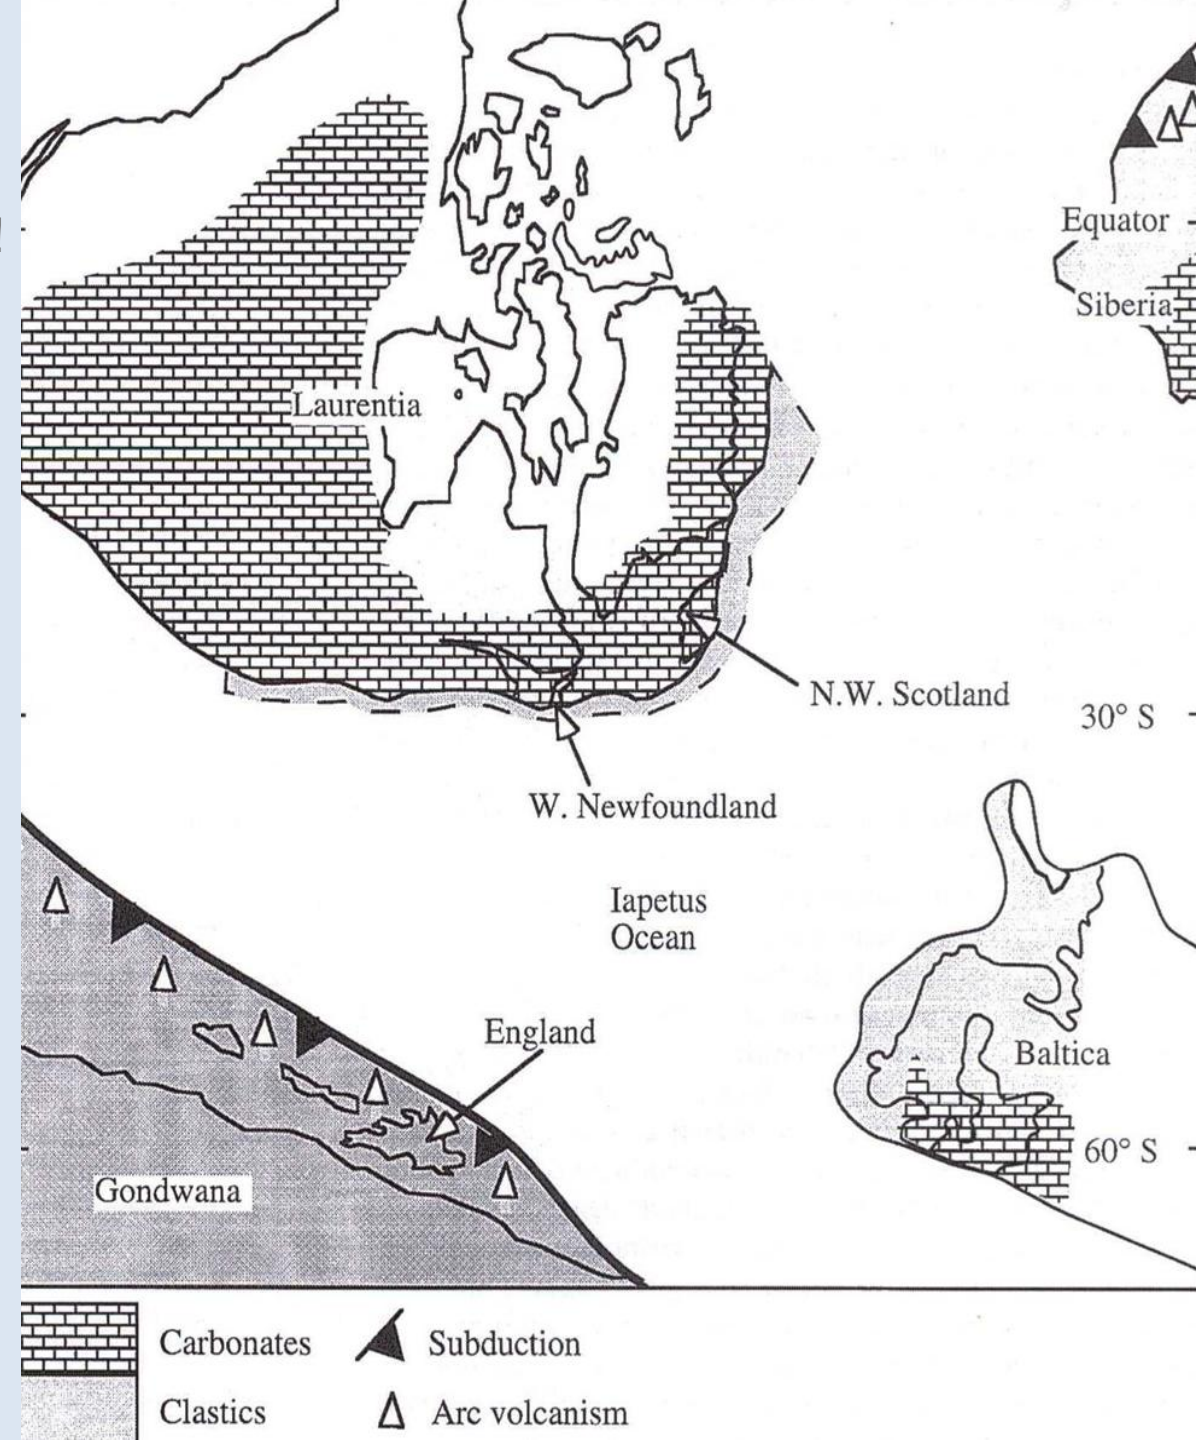 Equator
Siberia
Laurentia
N.W. Scotland
30° S
W. Newfoundland
Iapetus
Ocean
England
Baltica
60° S
Gondwana
Carbonates
Subduction
Clastics
Arc volcanism